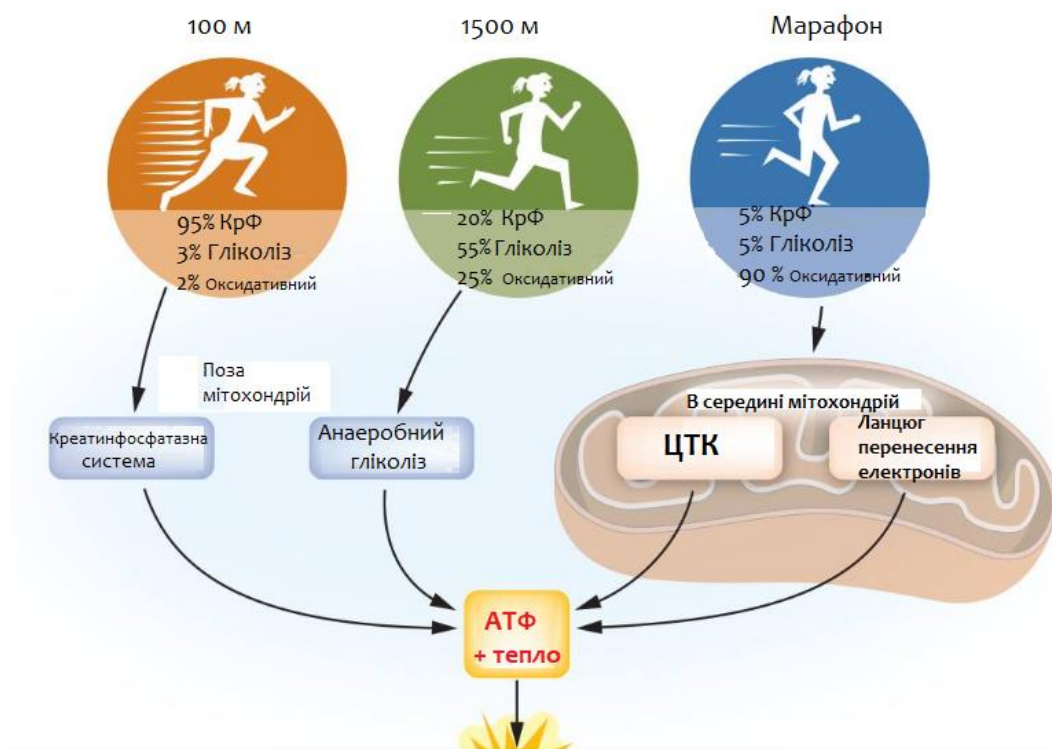 100 м
1500 м
Марафон
95% КрФ
3% Гліколіз
2% Оксидативний
20% КрФ
55% Гліколіз
25% Оксидативний
5% КрФ
5% Гліколіз
90 % Оксидативний
Поза
мітохондрій
Креатинфосфатазна
система
Анаеробний
гліколіз
В середині мітохондрій
ЦТК
Ланцюг
перенесення
електронів
АТФ
+ тепло